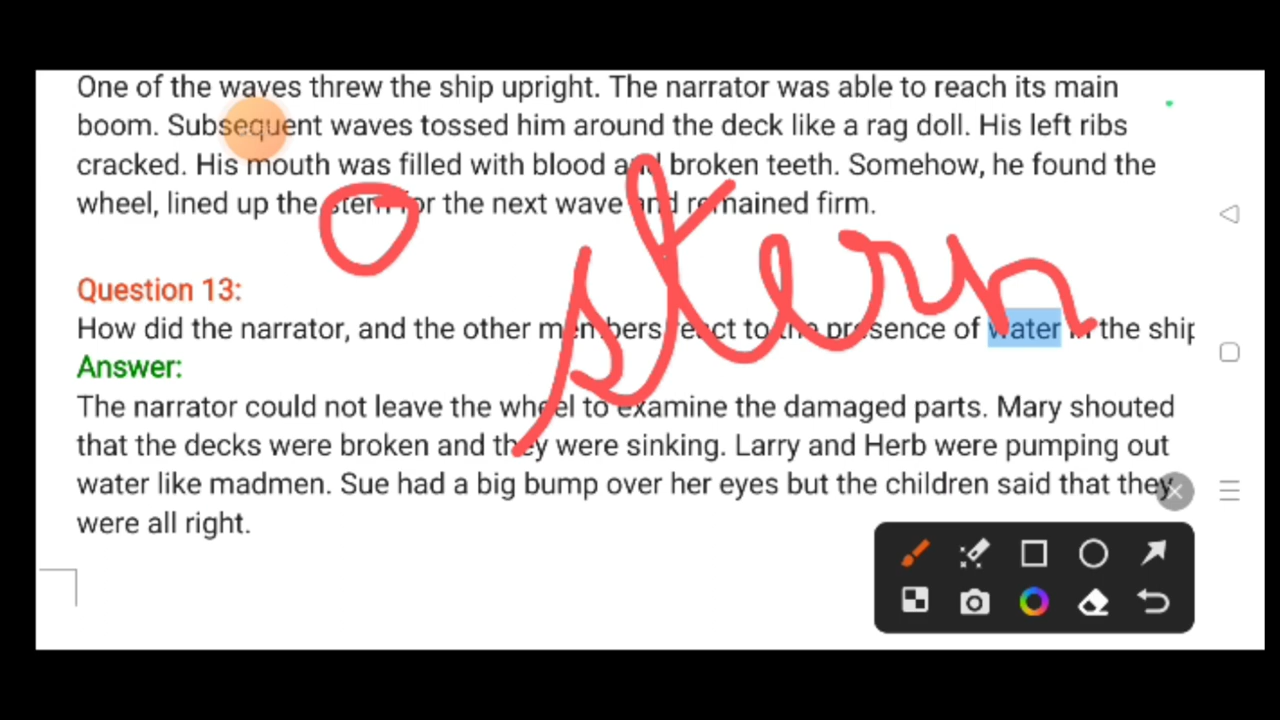 One of the waves threw the ship upright. The narrator was able to reach its main
boom. Subsequent waves tossed him around the deck like a rag doll. His left ribs
cracked. His mouth was filled with blood and broken teeth. Somehow, he found the
wheel, lined up the stern for the next wave and remained firm.
stern
Question 13:
How did the narrator, and the other members react to the presence of water in the ship
Answer:
The narrator could not leave the wheel to examine the damaged parts. Mary shouted
that the decks were broken and they were sinking. Larry and Herb were pumping out
water like madmen. Sue had a big bump over her eyes but the children said that they
were all right.